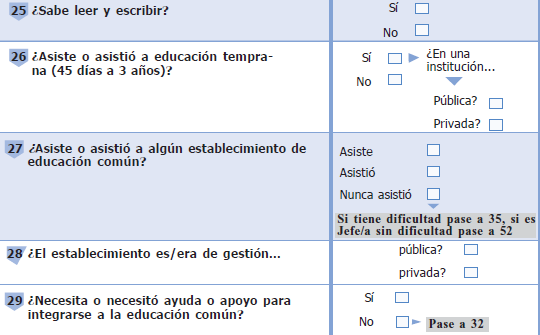 25 ¿Sabe leer y escribir?
Sí
No
26 ¿Asiste o asistió a educación tempra-
na (45 días a 3 años)?
Sí
No
¿En una
institución...
Pública?
Privada?
27 ¿Asiste o asistió a algún establecimiento de
educación común?
Asiste
Asistió
Nunca asistió
Si tiene dificultad pase a 35, si es
Jefe/a sin dificultad pase a 52
28 ¿El establecimiento es/era de gestión...
pública?
privada?
29 ¿Necesita o necesitó ayuda o apoyo para
integrarse a la educación común?
Sí
No
Pase a 32